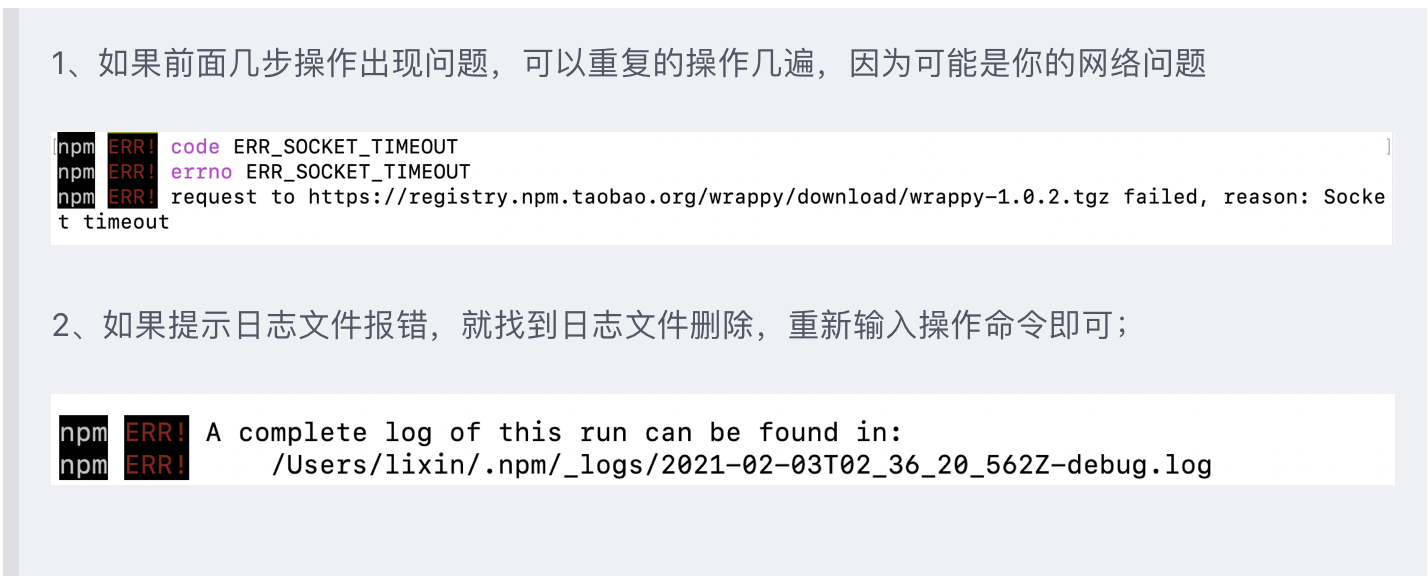 1、如果前面几步操作出现问题，可以重复的操作几遍，因为可能是你的网络问题
[npm ERR! code ERR_SOCKET_TIMEOUT ]
npm ERR! errno ERR_SOCKET_TIMEOUT
npm ERR! request to https://registry.npm.taobao.org/wrappy/download/wrappy-1.0.2.tgz failed, reason: Socke
t timeout
2、如果提示日志文件报错，就找到日志文件删除，重新输入操作命令即可；
npm ERR! A complete log of this run can be found in:
npm ERR!     /Users/lixin/.npm/_logs/2021-02-03T02_36_20_562Z-debug.log